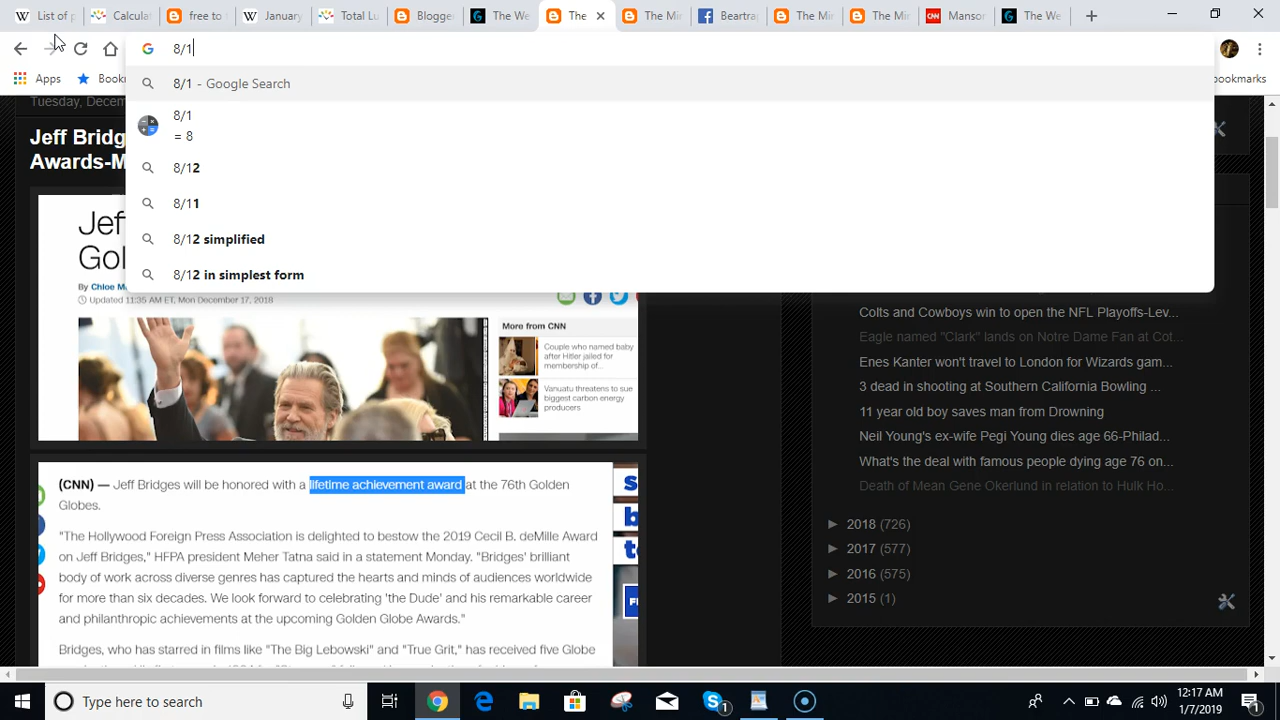 List of p
Calculat
free to
January
Total Lu
Blogge
The We
The
The Mi
Beartrap
The Mi
The Mi
CNN
Manson
The We
8/1
Apps
Book
bookmarks
8/1 - Google Search
8/1
= 8
8/12
8/11
8/12 simplified
8/12 in simplest form
Tuesday, Decem
Jeff Bridg
Awards-M
Jef
Gol
By Chloe M
Updated 11:35 AM ET, Mon December 17, 2018
More from CNN
Couple who named baby
after Hitler jailed for
membership of...
Vanuatu threatens to sue
biggest carbon energy
producers
(CNN) — Jeff Bridges will be honored with a lifetime achievement award at the 76th Golden
Globes.
"The Hollywood Foreign Press Association is delighted to bestow the 2019 Cecil B. deMille Award
on Jeff Bridges," HFPA president Meher Tatna said in a statement Monday. "Bridges' brilliant
body of work across diverse genres has captured the hearts and minds of audiences worldwide
for more than six decades. We look forward to celebrating 'the Dude' and his remarkable career
and philanthropic achievements at the upcoming Golden Globe Awards."
Bridges, who has starred in films like "The Big Lebowski" and "True Grit," has received five Globe
Colts and Cowboys win to open the NFL Playoffs-Lev...
Eagle named "Clark" lands on Notre Dame Fan at Cot...
Enes Kanter won't travel to London for Wizards gam...
3 dead in shooting at Southern California Bowling ...
11 year old boy saves man from Drowning
Neil Young's ex-wife Pegi Young dies age 66-Philad...
What's the deal with famous people dying age 76 on...
Death of Mean Gene Okerlund in relation to Hulk Ho...
► 2018 (726)
► 2017 (577)
► 2016 (575)
► 2015 (1)
Type here to search
1
12:17 AM
1/7/2019
1